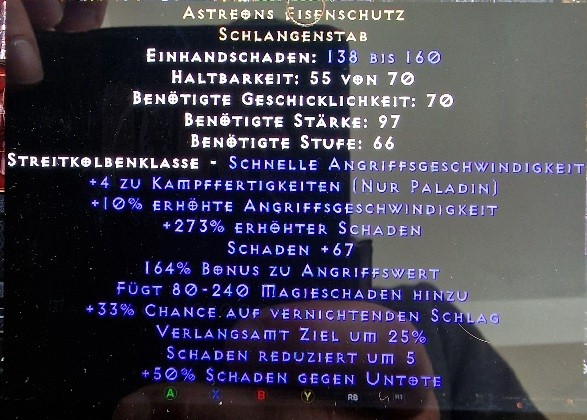 Astreons Eisenschutz
Schlangenstab
Einhandschaden: 138 bis 160
Haltbarkeit: 55 von 70
Benötigte Geschicklichkeit: 70
Benötigte Stärke: 97
Benötigte Stufe: 66
Streitkolbenklasse - Schnelle Angriffsgeschwindigkeit
+4 zu Kampffertigkeiten (Nur Paladin)
+10% erhöhte Angriffsgeschwindigkeit
+273% erhöhter Schaden
Schaden +67
164% Bonus zu Angriffswert
Fügt 80-240 Magieschaden hinzu
+33% Chance auf vernichtenden Schlag
Verlangsamt Ziel um 25%
Schaden reduziert um 5
+50% Schaden gegen Untote
A X B Y RB